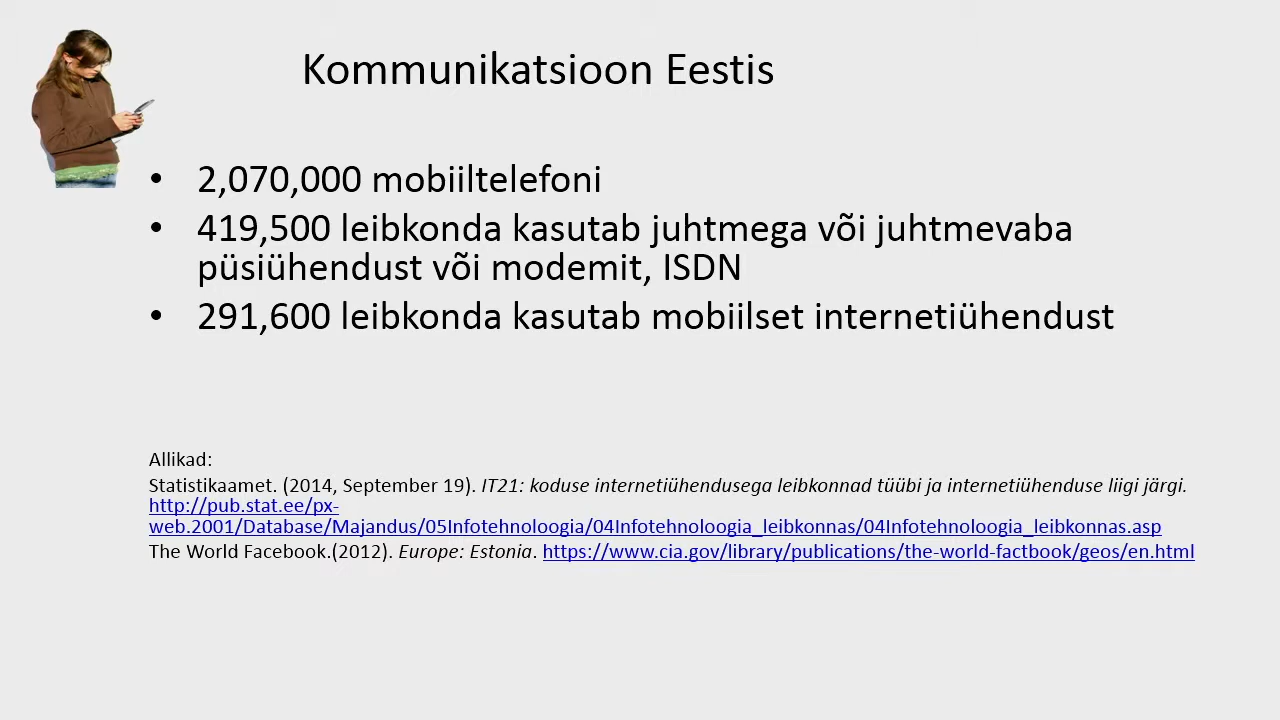 Kommunikatsioon Eestis
• 2,070,000 mobiiltelefoni
• 419,500 leibkonda kasutab juhtmega või juhtmevaba
püsiühendust või modemit, ISDN
• 291,600 leibkonda kasutab mobiilset internetiühendust
Allikad:
Statistikaamet. (2014, September 19). IT21: koduse internetiühendusega leibkonnad tüübi ja internetiühenduse liigi järgi.
http://pub.stat.ee/px-
web.2001/Database/Majandus/05Infotehnoloogia/04Infotehnoloogia_leibkonnas/04Infotehnoloogia_leibkonnas.asp
The World Facebook.(2012). Europe: Estonia. https://www.cia.gov/library/publications/the-world-factbook/geos/en.html